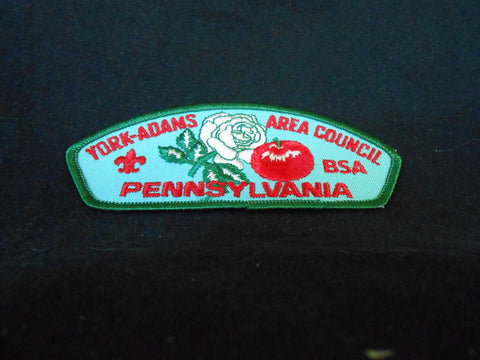 YORK-ADAMS AREA COUNCIL
BSA
PENNSYLVANIA